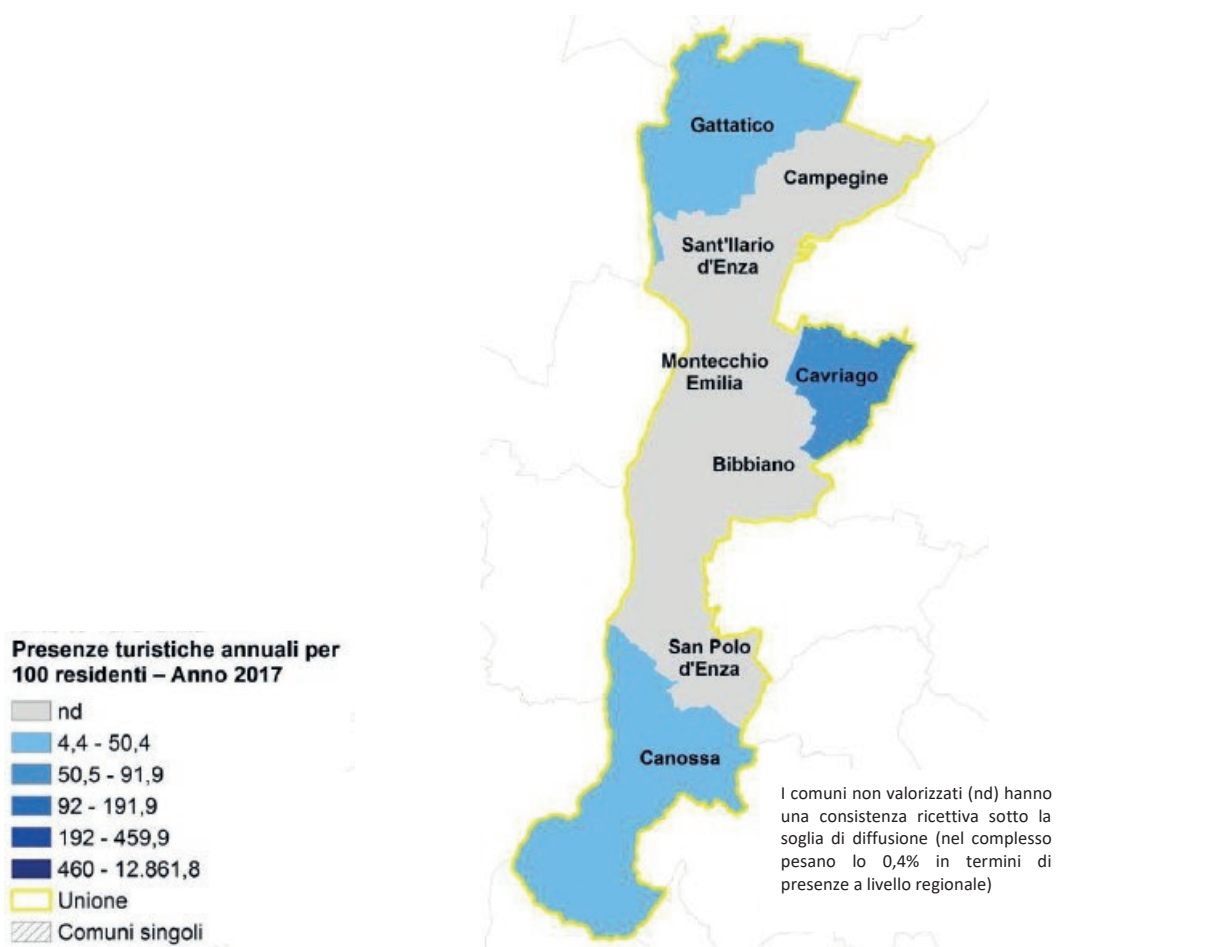 Gattatico
Campegine
Sant'Ilario
d'Enza
Montecchio
Emilia
Cavriago
Bibbiano
San Polo
d'Enza
Canossa
Presenze turistiche annuali per
100 residenti – Anno 2017
nd
4,4 - 50,4
50,5 - 91,9
92 - 191,9
192 - 459,9
460 - 12.861,8
Unione
Comuni singoli
I comuni non valorizzati (nd) hanno
una consistenza ricettiva sotto la
soglia di diffusione (nel complesso
pesano lo 0,4% in termini di
presenze a livello regionale)